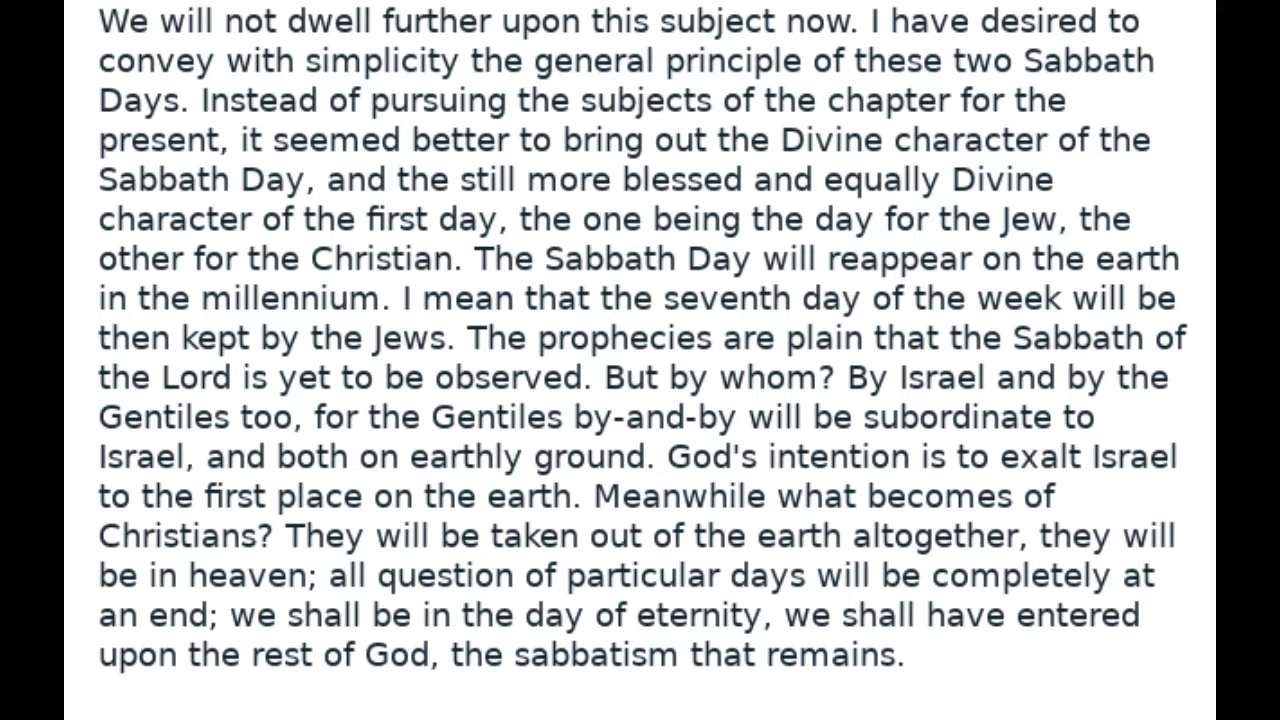 We will not dwell further upon this subject now. I have desired to
convey with simplicity the general principle of these two Sabbath
Days. Instead of pursuing the subjects of the chapter for the
present, it seemed better to bring out the Divine character of the
Sabbath Day, and the still more blessed and equally Divine
character of the first day, the one being the day for the Jew, the
other for the Christian. The Sabbath Day will reappear on the earth
in the millennium. I mean that the seventh day of the week will be
then kept by the Jews. The prophecies are plain that the Sabbath of
the Lord is yet to be observed. But by whom? By Israel and by the
Gentiles too, for the Gentiles by-and-by will be subordinate to
Israel, and both on earthly ground. God's intention is to exalt Israel
to the first place on the earth. Meanwhile what becomes of
Christians? They will be taken out of the earth altogether, they will
be in heaven; all question of particular days will be completely at
an end; we shall be in the day of eternity, we shall have entered
upon the rest of God, the sabbatism that remains.